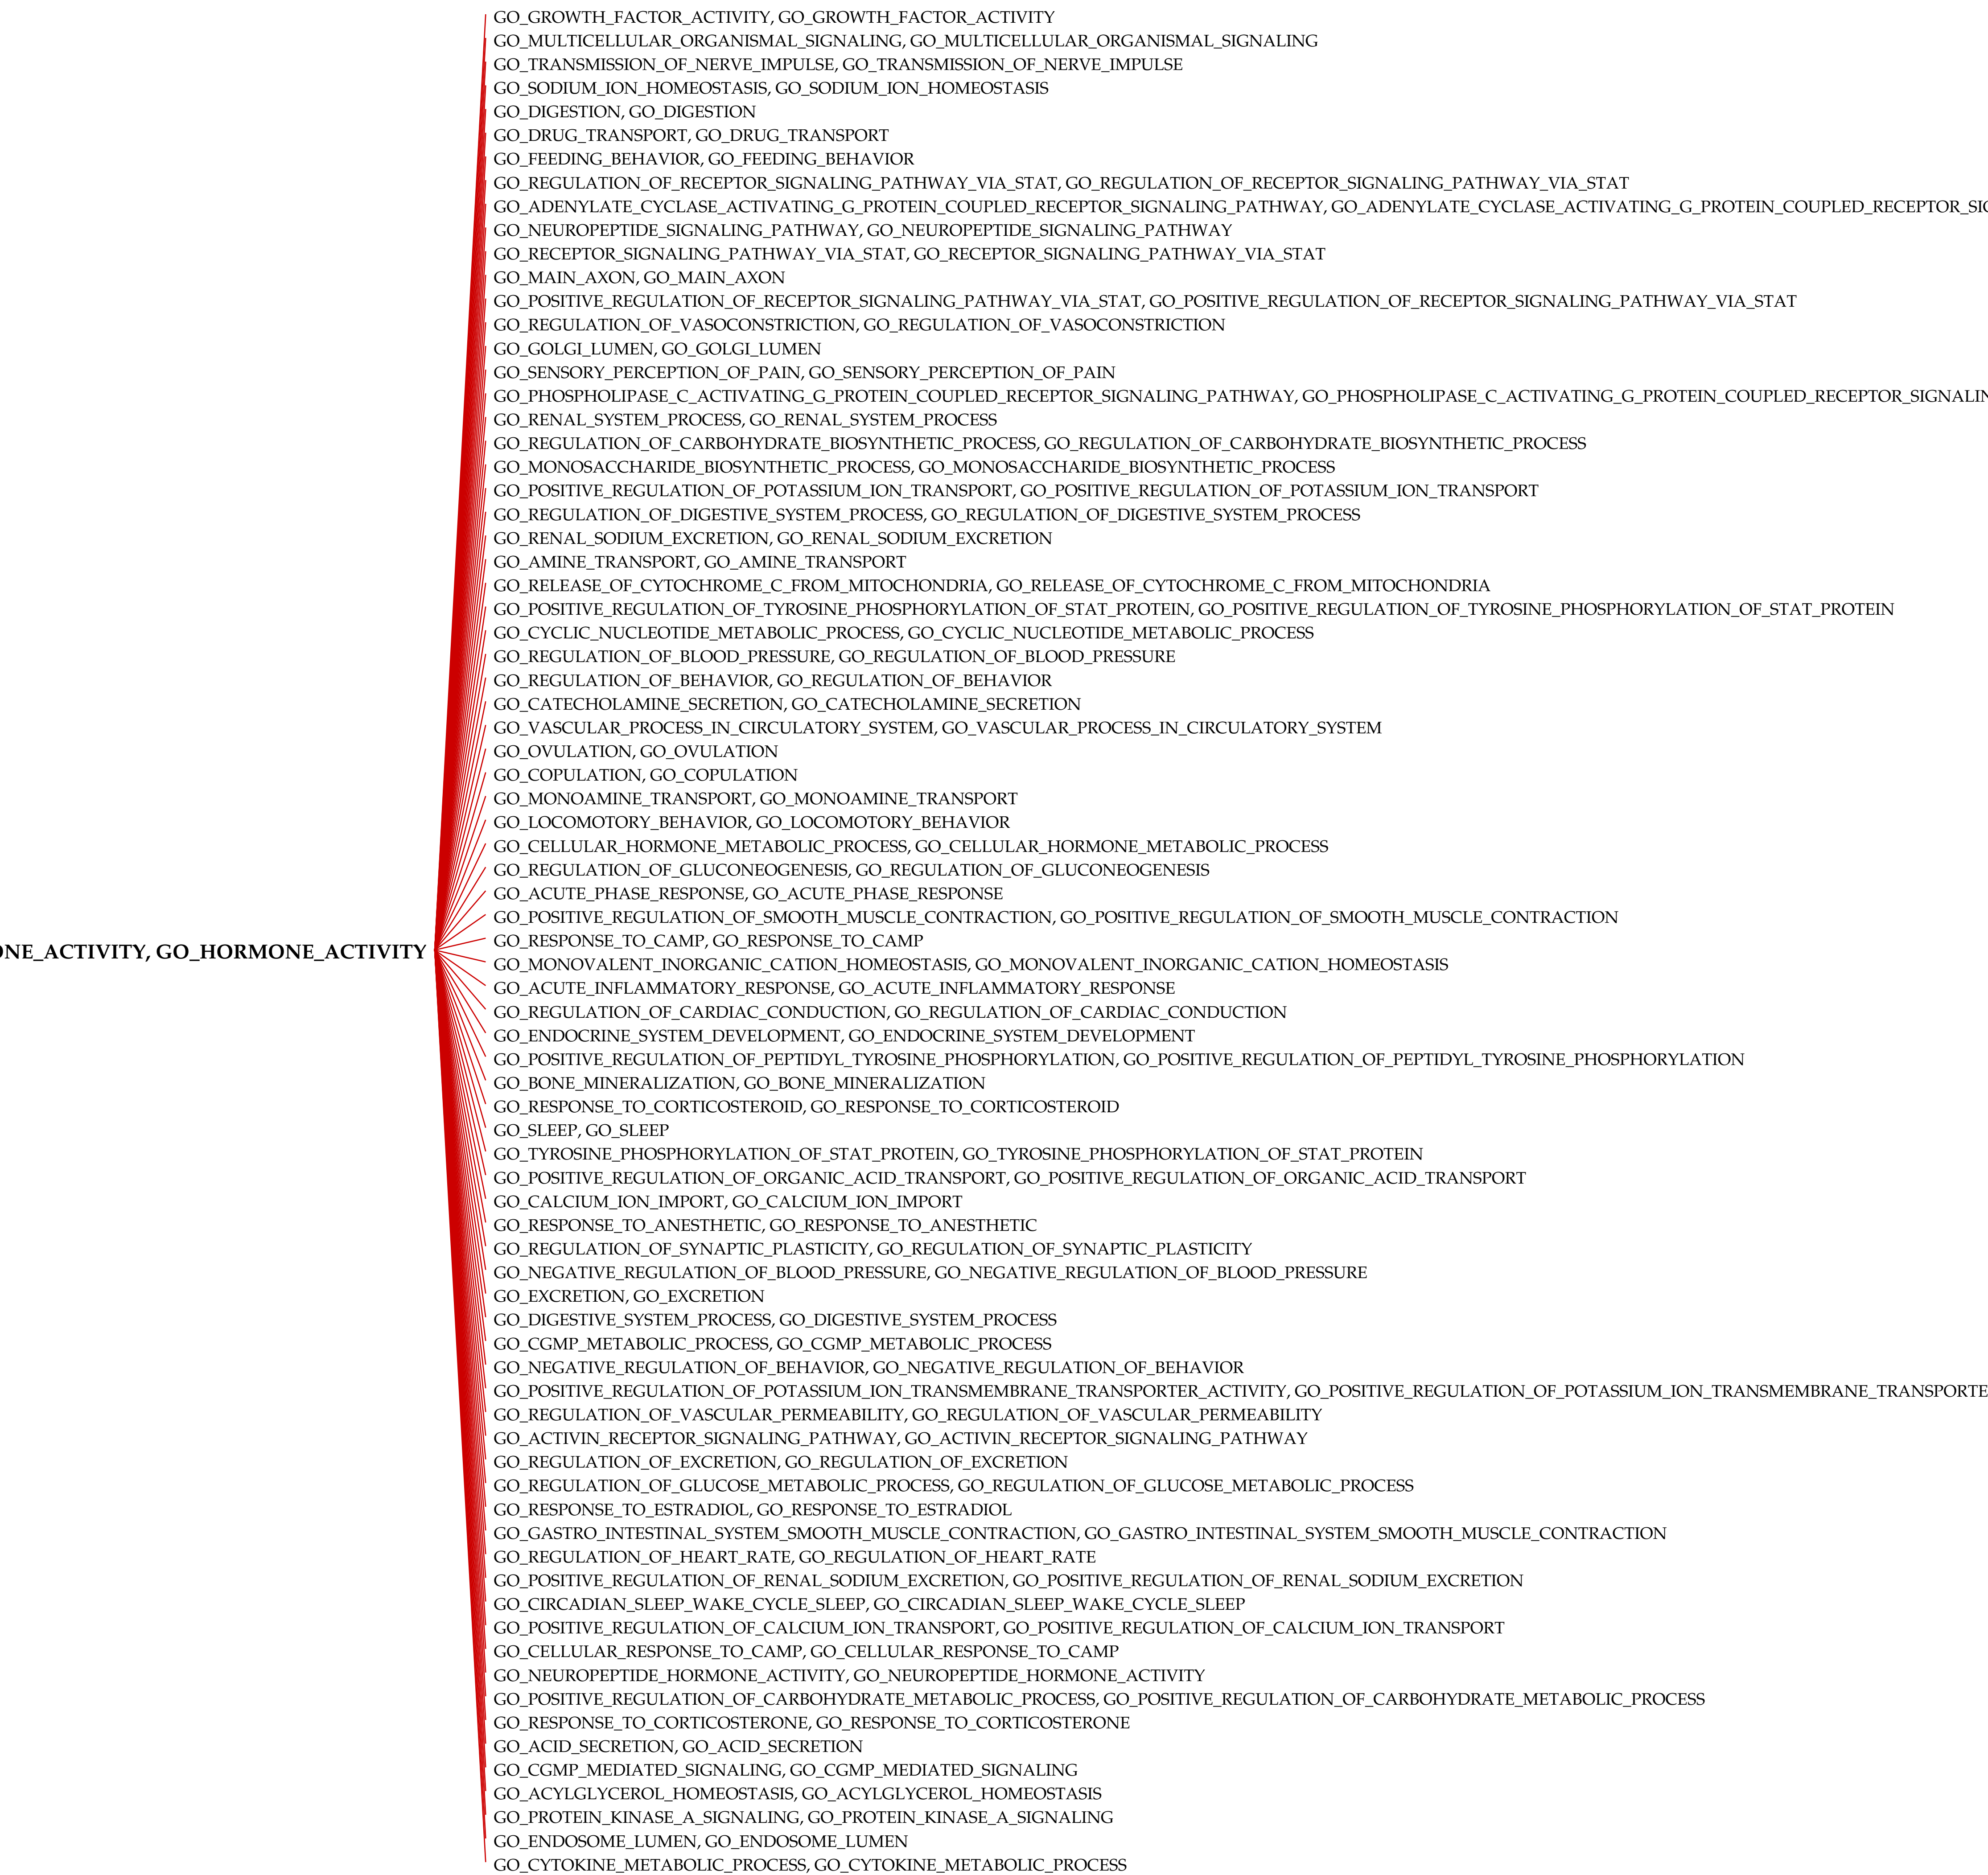 GO_GROWTH_FACTOR_ACTIVITY, GO_GROWTH_FACTOR_ACTIVITY
GO_MULTICELLULAR_ORGANISMAL_SIGNALING, GO_MULTICELLULAR_ORGANISMAL_SIGNALING
GO_TRANSMISSION_OF_NERVE_IMPULSE, GO_TRANSMISSION_OF_NERVE_IMPULSE
GO_SODIUM_ION_HOMEOSTASIS, GO_SODIUM_ION_HOMEOSTASIS
GO_DIGESTION, GO_DIGESTION
GO_DRUG_TRANSPORT, GO_DRUG_TRANSPORT
GO_FEEDING_BEHAVIOR, GO_FEEDING_BEHAVIOR
GO_REGULATION_OF_RECEPTOR_SIGNALING_PATHWAY_VIA_STAT, GO_REGULATION_OF_RECEPTOR_SIGNALING_PATHWAY_VIA_STAT
GO_ADENYLATE_CYCLASE_ACTIVATING_G_PROTEIN_COUPLED_RECEPTOR_SIGNALING_PATHWAY, GO_ADENYLATE_CYCLASE_ACTIVATING_G_PROTEIN_COUPLED_RECEPTOR_SIG
GO_NEUROPEPTIDE_SIGNALING_PATHWAY, GO_NEUROPEPTIDE_SIGNALING_PATHWAY
GO_RECEPTOR_SIGNALING_PATHWAY_VIA_STAT, GO_RECEPTOR_SIGNALING_PATHWAY_VIA_STAT
GO_MAIN_AXON, GO_MAIN_AXON
GO_POSITIVE_REGULATION_OF_RECEPTOR_SIGNALING_PATHWAY_VIA_STAT, GO_POSITIVE_REGULATION_OF_RECEPTOR_SIGNALING_PATHWAY_VIA_STAT
GO_REGULATION_OF_VASOCONSTRICTION, GO_REGULATION_OF_VASOCONSTRICTION
GO_GOLGI_LUMEN, GO_GOLGI_LUMEN
GO_SENSORY_PERCEPTION_OF_PAIN, GO_SENSORY_PERCEPTION_OF_PAIN
GO_PHOSPHOLIPASE_C_ACTIVATING_G_PROTEIN_COUPLED_RECEPTOR_SIGNALING_PATHWAY, GO_PHOSPHOLIPASE_C_ACTIVATING_G_PROTEIN_COUPLED_RECEPTOR_SIGNALIN
GO_RENAL_SYSTEM_PROCESS, GO_RENAL_SYSTEM_PROCESS
GO_REGULATION_OF_CARBOHYDRATE_BIOSYNTHETIC_PROCESS, GO_REGULATION_OF_CARBOHYDRATE_BIOSYNTHETIC_PROCESS
GO_MONOSACCHARIDE_BIOSYNTHETIC_PROCESS, GO_MONOSACCHARIDE_BIOSYNTHETIC_PROCESS
GO_POSITIVE_REGULATION_OF_POTASSIUM_ION_TRANSPORT, GO_POSITIVE_REGULATION_OF_POTASSIUM_ION_TRANSPORT
GO_REGULATION_OF_DIGESTIVE_SYSTEM_PROCESS, GO_REGULATION_OF_DIGESTIVE_SYSTEM_PROCESS
GO_RENAL_SODIUM_EXCRETION, GO_RENAL_SODIUM_EXCRETION
GO_AMINE_TRANSPORT, GO_AMINE_TRANSPORT
GO_RELEASE_OF_CYTOCHROME_C_FROM_MITOCHONDRIA, GO_RELEASE_OF_CYTOCHROME_C_FROM_MITOCHONDRIA
GO_POSITIVE_REGULATION_OF_TYROSINE_PHOSPHORYLATION_OF_STAT_PROTEIN, GO_POSITIVE_REGULATION_OF_TYROSINE_PHOSPHORYLATION_OF_STAT_PROTEIN
GO_CYCLIC_NUCLEOTIDE_METABOLIC_PROCESS, GO_CYCLIC_NUCLEOTIDE_METABOLIC_PROCESS
GO_REGULATION_OF_BLOOD_PRESSURE, GO_REGULATION_OF_BLOOD_PRESSURE
GO_REGULATION_OF_BEHAVIOR, GO_REGULATION_OF_BEHAVIOR
GO_CATECHOLAMINE_SECRETION, GO_CATECHOLAMINE_SECRETION
GO_VASCULAR_PROCESS_IN_CIRCULATORY_SYSTEM, GO_VASCULAR_PROCESS_IN_CIRCULATORY_SYSTEM
GO_OVULATION, GO_OVULATION
GO_COPULATION, GO_COPULATION
GO_MONOAMINE_TRANSPORT, GO_MONOAMINE_TRANSPORT
GO_LOCOMOTORY_BEHAVIOR, GO_LOCOMOTORY_BEHAVIOR
GO_CELLULAR_HORMONE_METABOLIC_PROCESS, GO_CELLULAR_HORMONE_METABOLIC_PROCESS
GO_REGULATION_OF_GLUCONEOGENESIS, GO_REGULATION_OF_GLUCONEOGENESIS
GO_ACUTE_PHASE_RESPONSE, GO_ACUTE_PHASE_RESPONSE
GO_POSITIVE_REGULATION_OF_SMOOTH_MUSCLE_CONTRACTION, GO_POSITIVE_REGULATION_OF_SMOOTH_MUSCLE_CONTRACTION
GO_RESPONSE_TO_CAMP, GO_RESPONSE_TO_CAMP
ONE_ACTIVITY, GO_HORMONE_ACTIVITY
GO_MONOVALENT_INORGANIC_CATION_HOMEOSTASIS, GO_MONOVALENT_INORGANIC_CATION_HOMEOSTASIS
GO_ACUTE_INFLAMMATORY_RESPONSE, GO_ACUTE_INFLAMMATORY_RESPONSE
GO_REGULATION_OF_CARDIAC_CONDUCTION, GO_REGULATION_OF_CARDIAC_CONDUCTION
GO_ENDOCRINE_SYSTEM_DEVELOPMENT, GO_ENDOCRINE_SYSTEM_DEVELOPMENT
GO_POSITIVE_REGULATION_OF_PEPTIDYL_TYROSINE_PHOSPHORYLATION, GO_POSITIVE_REGULATION_OF_PEPTIDYL_TYROSINE_PHOSPHORYLATION
GO_BONE_MINERALIZATION, GO_BONE_MINERALIZATION
GO_RESPONSE_TO_CORTICOSTEROID, GO_RESPONSE_TO_CORTICOSTEROID
GO_SLEEP, GO_SLEEP
GO_TYROSINE_PHOSPHORYLATION_OF_STAT_PROTEIN, GO_TYROSINE_PHOSPHORYLATION_OF_STAT_PROTEIN
GO_POSITIVE_REGULATION_OF_ORGANIC_ACID_TRANSPORT, GO_POSITIVE_REGULATION_OF_ORGANIC_ACID_TRANSPORT
GO_CALCIUM_ION_IMPORT, GO_CALCIUM_ION_IMPORT
GO_RESPONSE_TO_ANESTHETIC, GO_RESPONSE_TO_ANESTHETIC
GO_REGULATION_OF_SYNAPTIC_PLASTICITY, GO_REGULATION_OF_SYNAPTIC_PLASTICITY
GO_NEGATIVE_REGULATION_OF_BLOOD_PRESSURE, GO_NEGATIVE_REGULATION_OF_BLOOD_PRESSURE
GO_EXCRETION, GO_EXCRETION
GO_DIGESTIVE_SYSTEM_PROCESS, GO_DIGESTIVE_SYSTEM_PROCESS
GO_CGMP_METABOLIC_PROCESS, GO_CGMP_METABOLIC_PROCESS
GO_NEGATIVE_REGULATION_OF_BEHAVIOR, GO_NEGATIVE_REGULATION_OF_BEHAVIOR
GO_POSITIVE_REGULATION_OF_POTASSIUM_ION_TRANSMEMBRANE_TRANSPORTER_ACTIVITY, GO_POSITIVE_REGULATION_OF_POTASSIUM_ION_TRANSMEMBRANE_TRANSPORTE
GO_REGULATION_OF_VASCULAR_PERMEABILITY, GO_REGULATION_OF_VASCULAR_PERMEABILITY
GO_ACTIVIN_RECEPTOR_SIGNALING_PATHWAY, GO_ACTIVIN_RECEPTOR_SIGNALING_PATHWAY
GO_REGULATION_OF_EXCRETION, GO_REGULATION_OF_EXCRETION
GO_REGULATION_OF_GLUCOSE_METABOLIC_PROCESS, GO_REGULATION_OF_GLUCOSE_METABOLIC_PROCESS
GO_RESPONSE_TO_ESTRADIOL, GO_RESPONSE_TO_ESTRADIOL
GO_GASTRO_INTESTINAL_SYSTEM_SMOOTH_MUSCLE_CONTRACTION, GO_GASTRO_INTESTINAL_SYSTEM_SMOOTH_MUSCLE_CONTRACTION
GO_REGULATION_OF_HEART_RATE, GO_REGULATION_OF_HEART_RATE
GO_POSITIVE_REGULATION_OF_RENAL_SODIUM_EXCRETION, GO_POSITIVE_REGULATION_OF_RENAL_SODIUM_EXCRETION
GO_CIRCADIAN_SLEEP_WAKE_CYCLE_SLEEP, GO_CIRCADIAN_SLEEP_WAKE_CYCLE_SLEEP
GO_POSITIVE_REGULATION_OF_CALCIUM_ION_TRANSPORT, GO_POSITIVE_REGULATION_OF_CALCIUM_ION_TRANSPORT
GO_CELLULAR_RESPONSE_TO_CAMP, GO_CELLULAR_RESPONSE_TO_CAMP
GO_NEUROPEPTIDE_HORMONE_ACTIVITY, GO_NEUROPEPTIDE_HORMONE_ACTIVITY
GO_POSITIVE_REGULATION_OF_CARBOHYDRATE_METABOLIC_PROCESS, GO_POSITIVE_REGULATION_OF_CARBOHYDRATE_METABOLIC_PROCESS
GO_RESPONSE_TO_CORTICOSTERONE, GO_RESPONSE_TO_CORTICOSTERONE
GO_ACID_SECRETION, GO_ACID_SECRETION
GO_CGMP_MEDIATED_SIGNALING, GO_CGMP_MEDIATED_SIGNALING
GO_ACYLGLYCEROL_HOMEOSTASIS, GO_ACYLGLYCEROL_HOMEOSTASIS
GO_PROTEIN_KINASE_A_SIGNALING, GO_PROTEIN_KINASE_A_SIGNALING
GO_ENDOSOME_LUMEN, GO_ENDOSOME_LUMEN
GO_CYTOKINE_METABOLIC_PROCESS, GO_CYTOKINE_METABOLIC_PROCESS